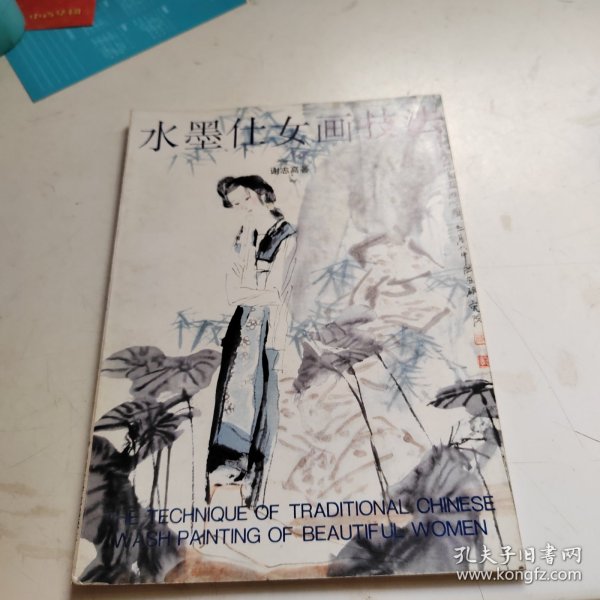 水墨仕女画技法
谢志高著
THE TECHNIQUE OF TRADITIONAL CHINESE
WASH PAINTING OF BEAUTIFUL WOMEN
孔夫子旧书网
www.kongfz.com